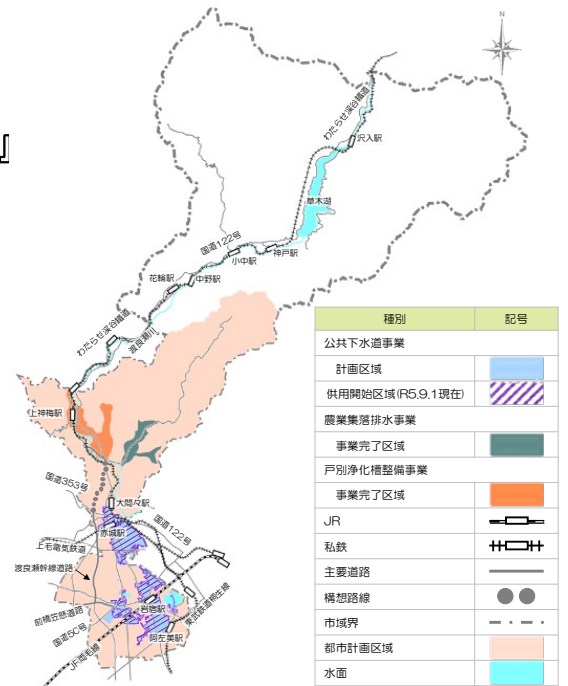 』
N
わたらせ渓谷鐵道
沢入駅
草木湖
国道122号
神戸駅
小中駅
中野駅
花輪駅
わたらせ渓谷鐵道
渡良瀬川
上神梅駅
国道353号
大間々駅
国道122号
赤城駅
上毛電気鉄道
渡良瀬幹線道路
前橋笠懸道路
岩宿駅
国道50号
阿左美駅
東武鉄道桐生線
JR両毛線
種別 記号
公共下水道事業
計画区域
供用開始区域(R5.9.1現在)
農業集落排水事業
事業完了区域
戸別浄化槽整備事業
事業完了区域
JR
私鉄
主要道路
構想路線
市域界
都市計画区域
水面